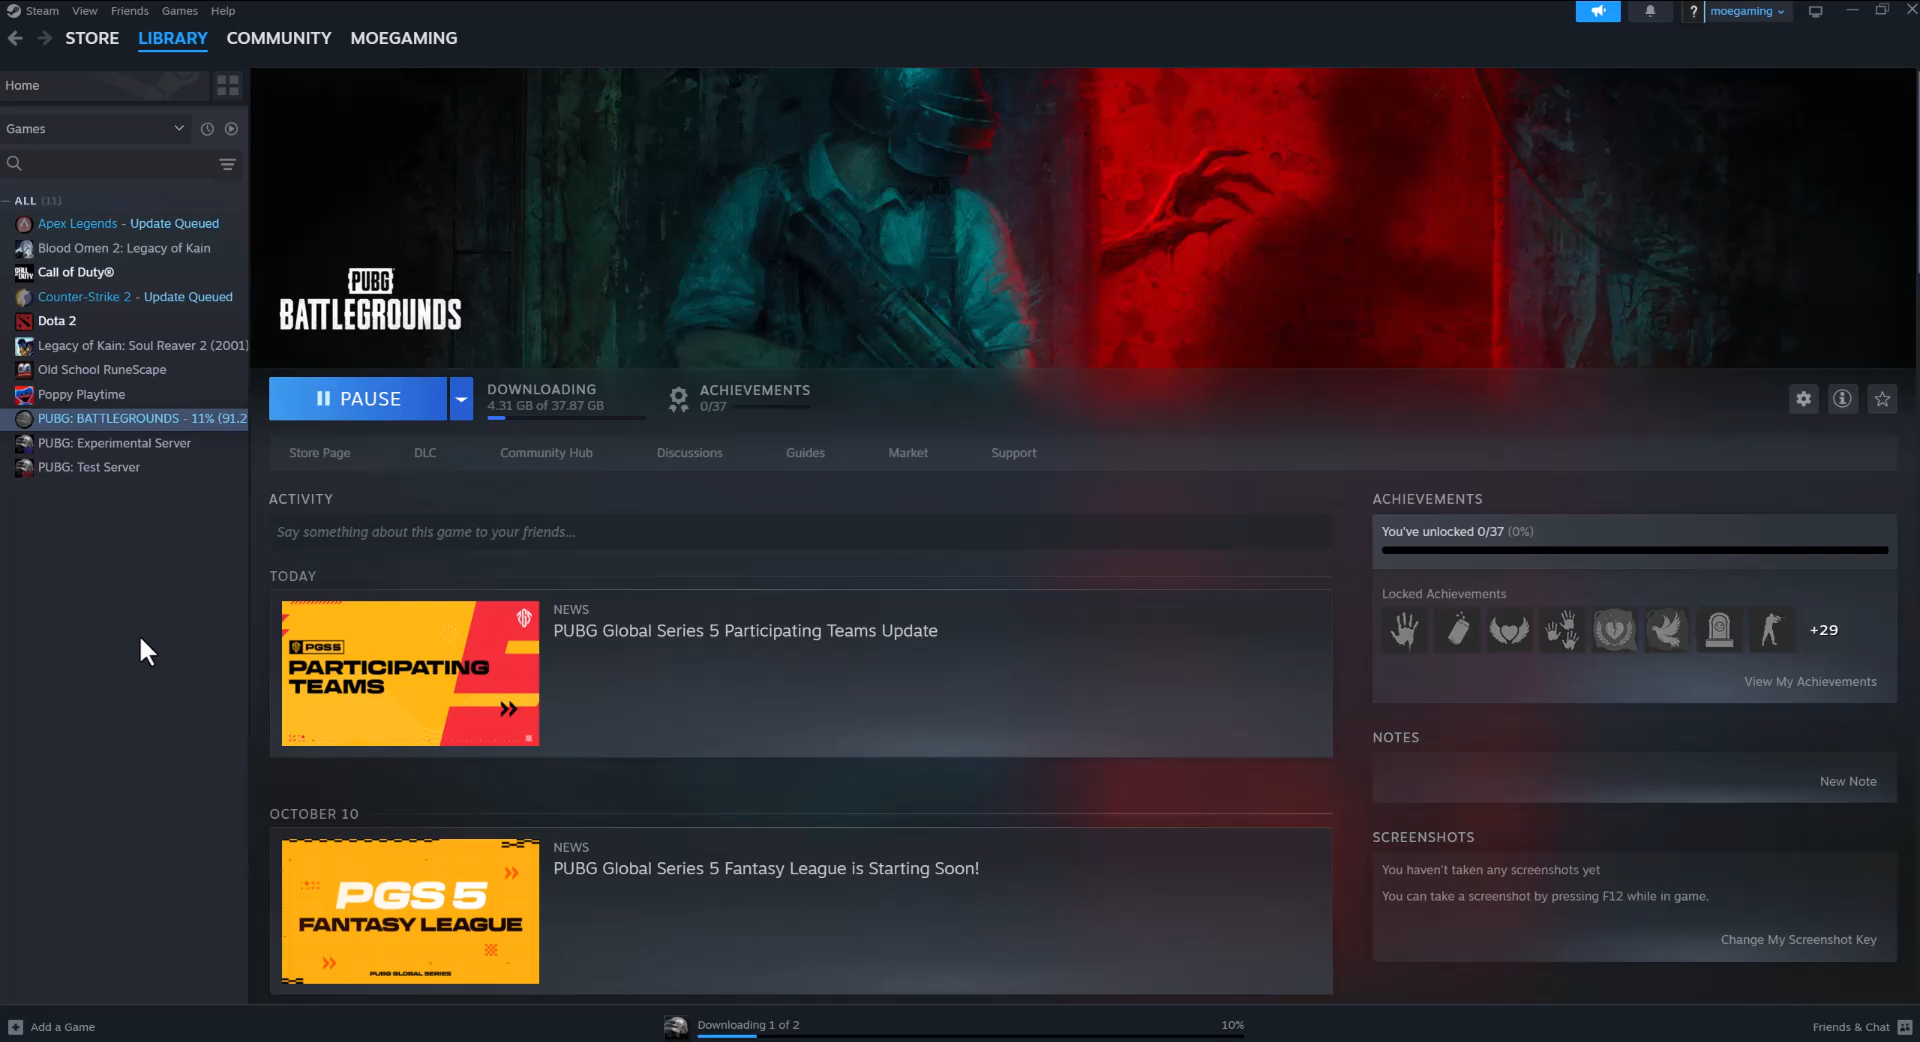 Steam View Friends Games Help
? moegaming
STORE LIBRARY COMMUNITY MOEGAMING
Home
Games
ALL (11)
Apex Legends - Update Queued
Blood Omen 2: Legacy of Kain
Call of Duty®
Counter-Strike 2 - Update Queued
Dota 2
Legacy of Kain: Soul Reaver 2 (2001)
Old School RuneScape
Poppy Playtime
PUBG: BATTLEGROUNDS - 11% (91.2
PUBG: Experimental Server
PUBG: Test Server
PUBG
BATTLEGROUNDS
PAUSE
DOWNLOADING
4.31 GB of 37.87 GB
ACHIEVEMENTS
0/37
Store Page DLC Community Hub Discussions Guides Market Support
ACTIVITY
Say something about this game to your friends...
TODAY
PGS5
PARTICIPATING
TEAMS
NEWS
PUBG Global Series 5 Participating Teams Update
OCTOBER 10
PGS 5
FANTASY LEAGUE
PUBG GLOBAL SERIES
NEWS
PUBG Global Series 5 Fantasy League is Starting Soon!
ACHIEVEMENTS
You've unlocked 0/37 (0%)
Locked Achievements
+29
View My Achievements
NOTES
New Note
SCREENSHOTS
You haven't taken any screenshots yet
You can take a screenshot by pressing F12 while in game.
Change My Screenshot Key
Add a Game
Downloading 1 of 2 10%
Friends & Chat